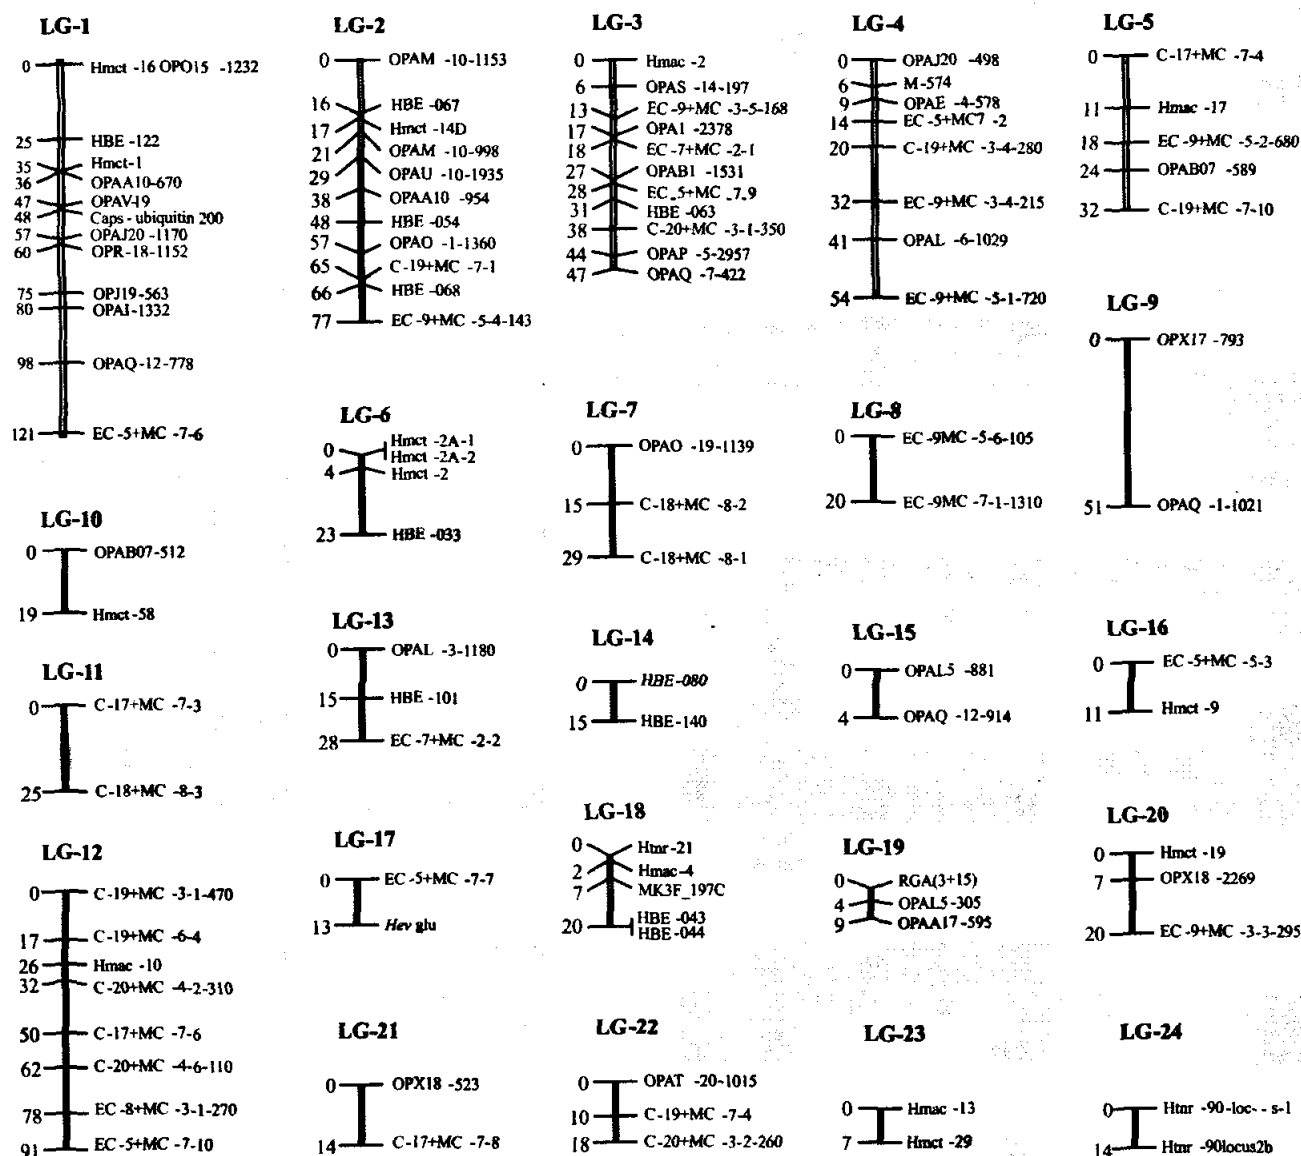 LG-1
0 Hmct -16 OPO15 -1232
25 HBE -122
35 Hmct-1
36 OPAA10-670
47 OPAV-19
48 Caps - ubiquitin 200
57 OPAJ20 -1170
60 OPR -18-1152
75 OPJ19-563
80 OPAI-1332
98 OPAQ -12-778
121 EC -5+MC -7-6
LG-2
0 OPAM -10-1153
16 HBE -067
17 Hmct -14D
21 OPAM -10-998
29 OPAU -10-1935
38 OPAA10 -954
48 HBE -054
57 OPAO -1-1360
65 C-19+MC -7-1
66 HBE -068
77 EC -9+MC -5-4-143
LG-3
0 Hmac -2
6 OPAS -14-197
13 EC -9+MC -3-5-168
17 OPA1 -2378
18 EC -7+MC -2-1
27 OPAB1 -1531
28 EC -5+MC -7.9
31 HBE -063
38 C-20+MC -3-1-350
44 OPAP -5-2957
47 OPAQ -7-422
LG-4
0 OPAJ20 -498
6 M-574
9 OPAE -4-578
14 EC -5+MC7 -2
20 C-19+MC -3-4-280
32 EC -9+MC -3-4-215
41 OPAL -6-1029
54 EC -9+MC -5-1-720
LG-5
0 C-17+MC -7-4
11 Hmac -17
18 EC -9+MC -5-2-680
24 OPAB07 -589
32 C-19+MC -7-10
LG-6
0 Hmct -2A-1
Hmct -2A-2
4 Hmct -2
23 HBE -033
LG-7
0 OPAO -19-1139
15 C-18+MC -8-2
29 C-18+MC -8-1
LG-8
0 EC -9MC -5-6-105
20 EC -9MC -7-1-1310
LG-9
0 OPX17 -793
51 OPAQ -1-1021
LG-10
0 OPAB07-512
19 Hmct -58
LG-11
0 C-17+MC -7-3
25 C-18+MC -8-3
LG-12
0 C-19+MC -3-1-470
17 C-19+MC -6-4
26 Hmac -10
32 C-20+MC -4-2-310
50 C-17+MC -7-6
62 C-20+MC -4-6-110
78 EC -8+MC -3-1-270
91 EC -5+MC -7-10
LG-13
0 OPAL -3-1180
15 HBE -101
28 EC -7+MC -2-2
LG-14
0 HBE-080
15 HBE-140
LG-15
0 OPAL5 -881
4 OPAQ -12-914
LG-16
0 EC -5+MC -5-3
11 Hmct -9
LG-17
0 EC -5+MC -7-7
13 Hev glu
LG-18
0 Htnr -21
2 Hmac-4
7 MK3F_197C
20 HBE -043
HBE -044
LG-19
0 RGA(3+15)
4 OPAL5 -305
9 OPAA17 -595
LG-20
0 Hmct -19
7 OPX18 -2269
20 EC -9+MC -3-3-295
LG-21
0 OPX18 -523
14 C-17+MC -7-8
LG-22
0 OPAT -20-1015
10 C-19+MC -7-4
18 C-20+MC -3-2-260
LG-23
0 Hmac -13
7 Hmct -29
LG-24
0 Htnr -90-loc- - s-1
14 Htnr -90locus2b